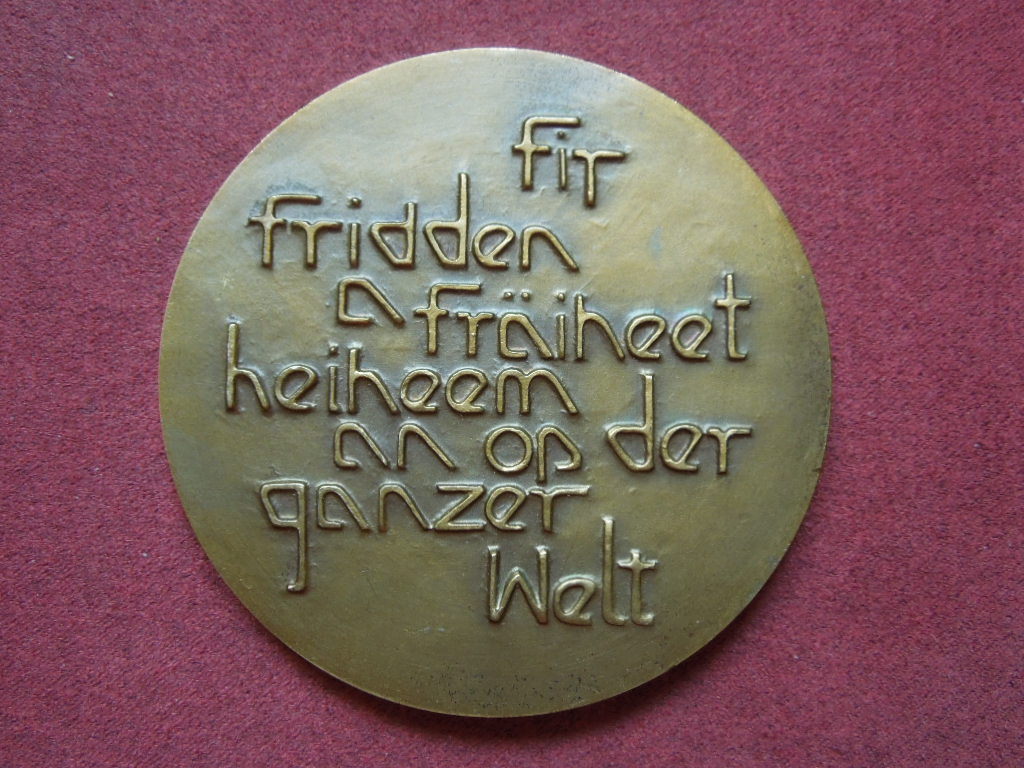 fir
fridden
a fräiheet
heiheem
an op der
ganzer
Welt